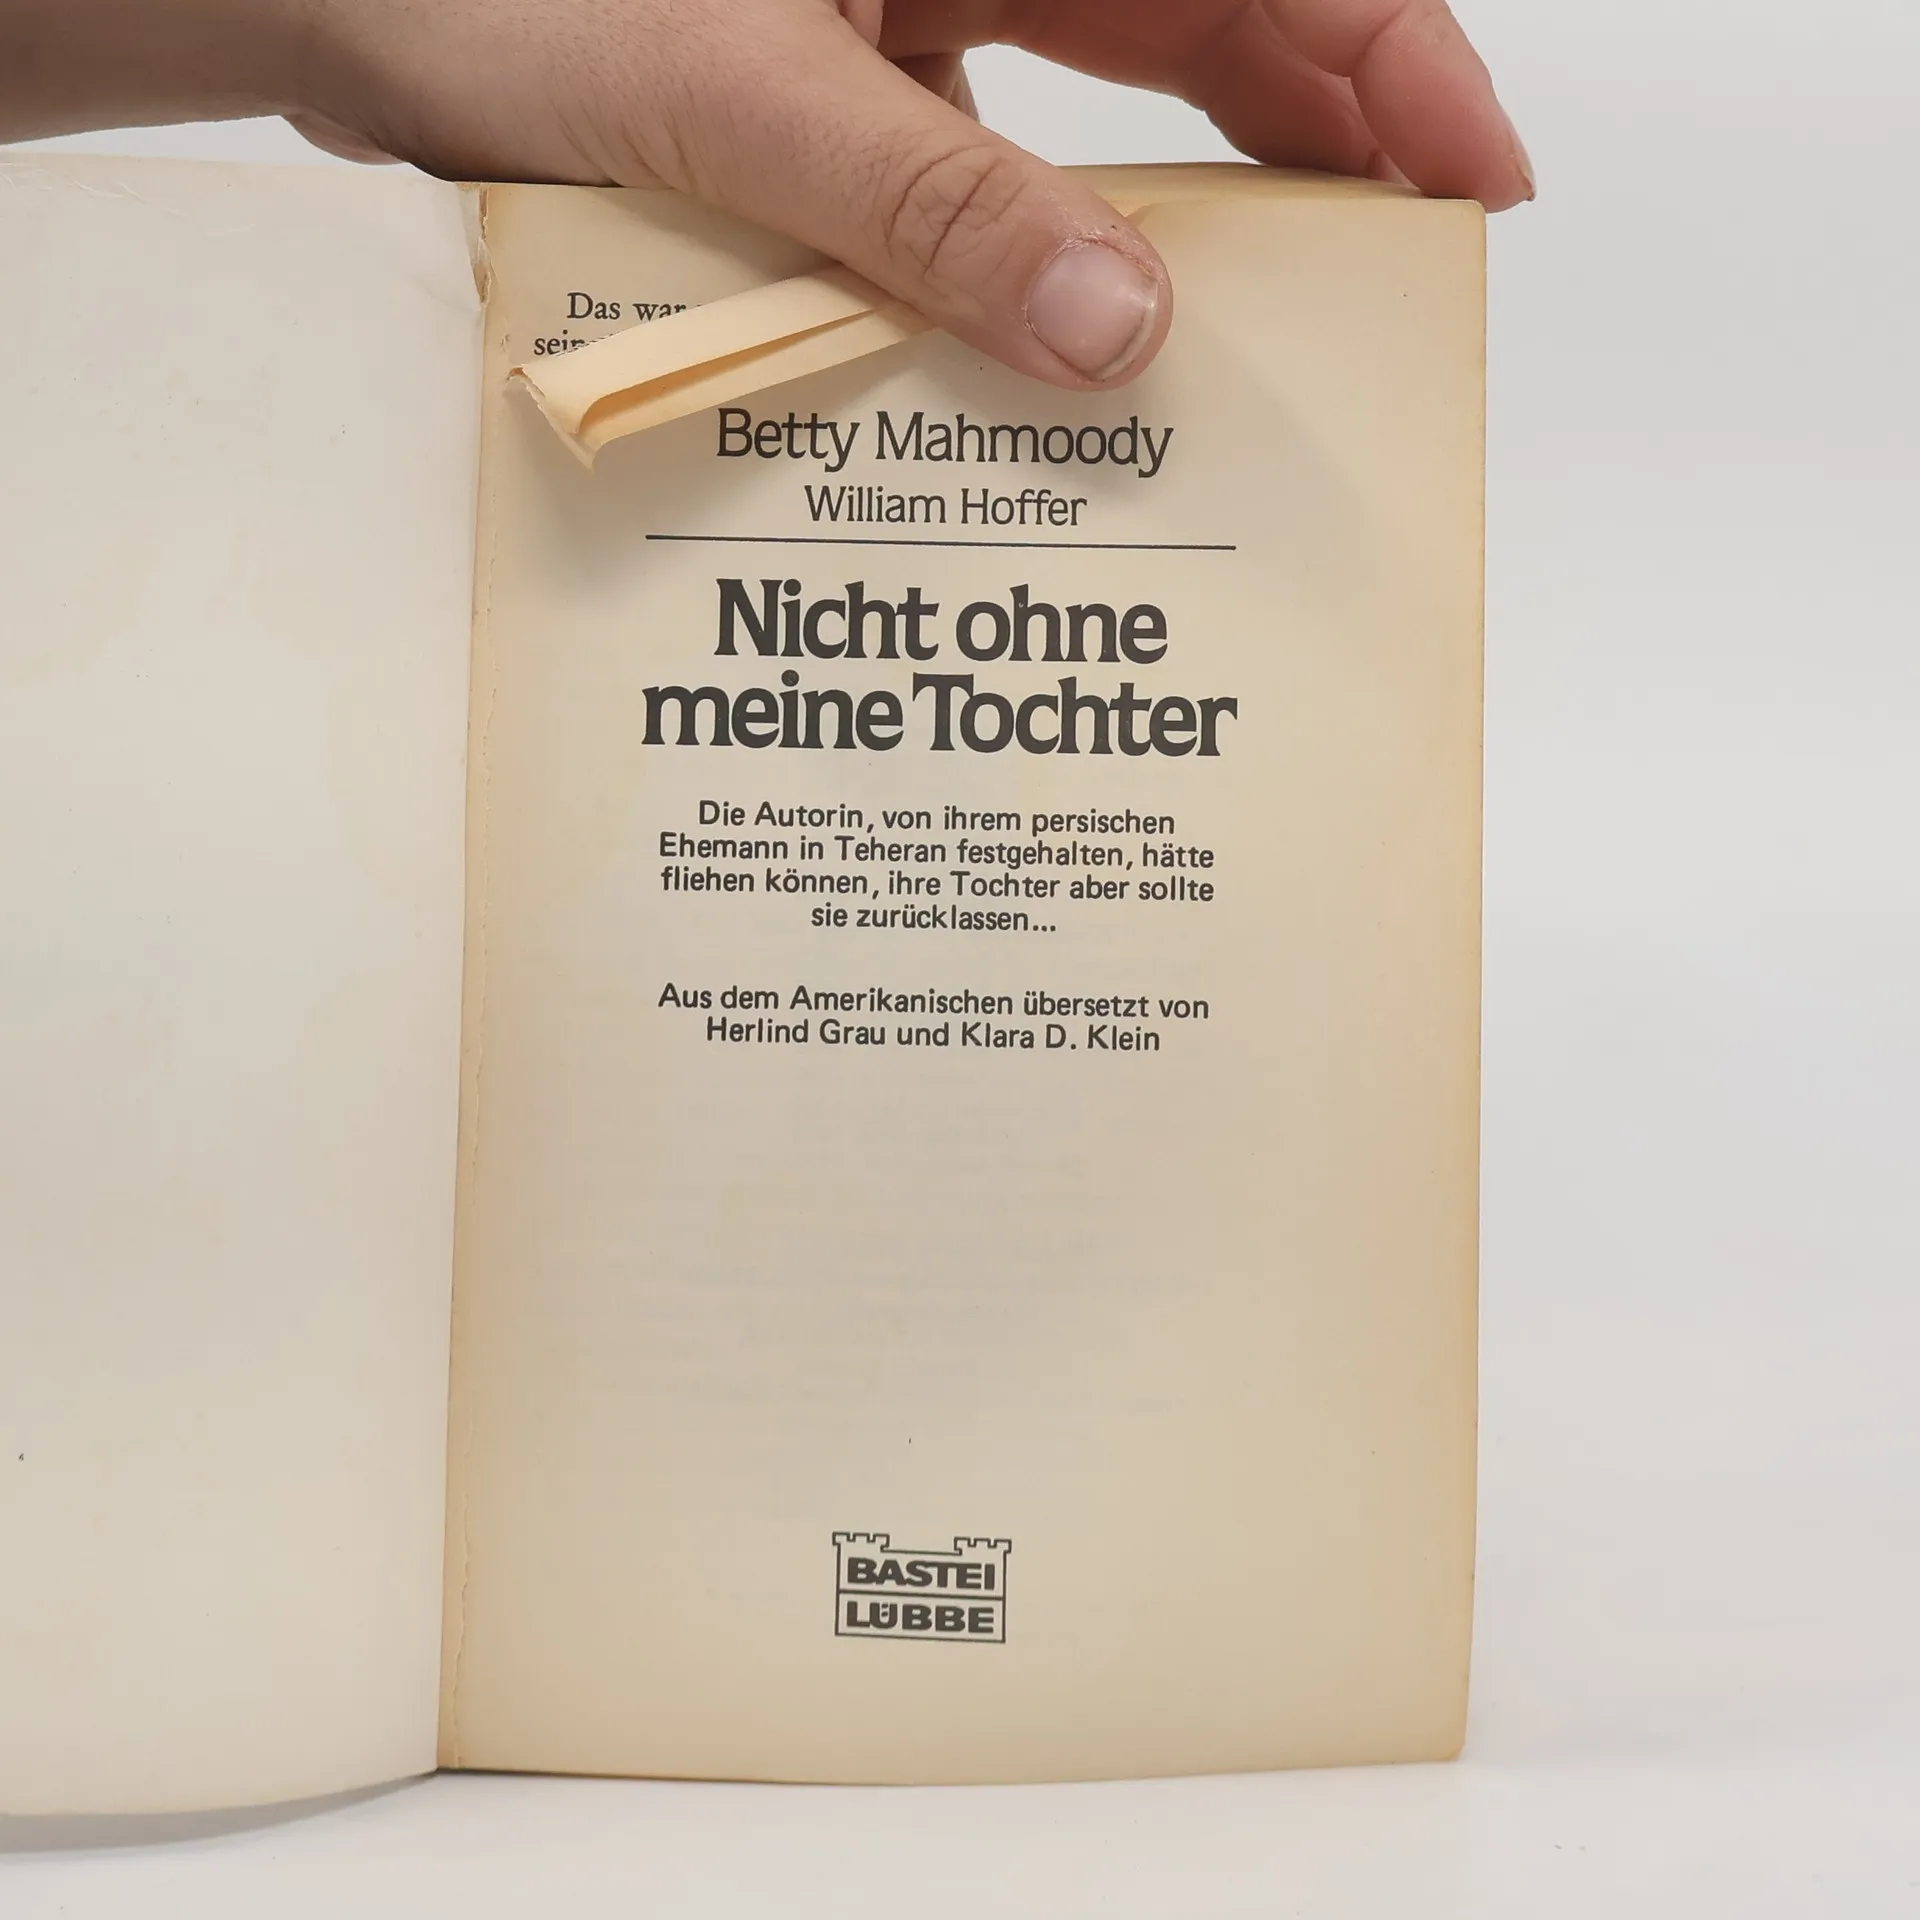 Das war
Betty Mahmoody
William Hoffer
Nicht ohne
meine Tochter
Die Autorin, von ihrem persischen
Ehemann in Teheran festgehalten, hätte
fliehen können, ihre Tochter aber sollte
sie zurücklassen...
Aus dem Amerikanischen übersetzt von
Herlind Grau und Klara D. Klein
BASTEI
LÜBBE